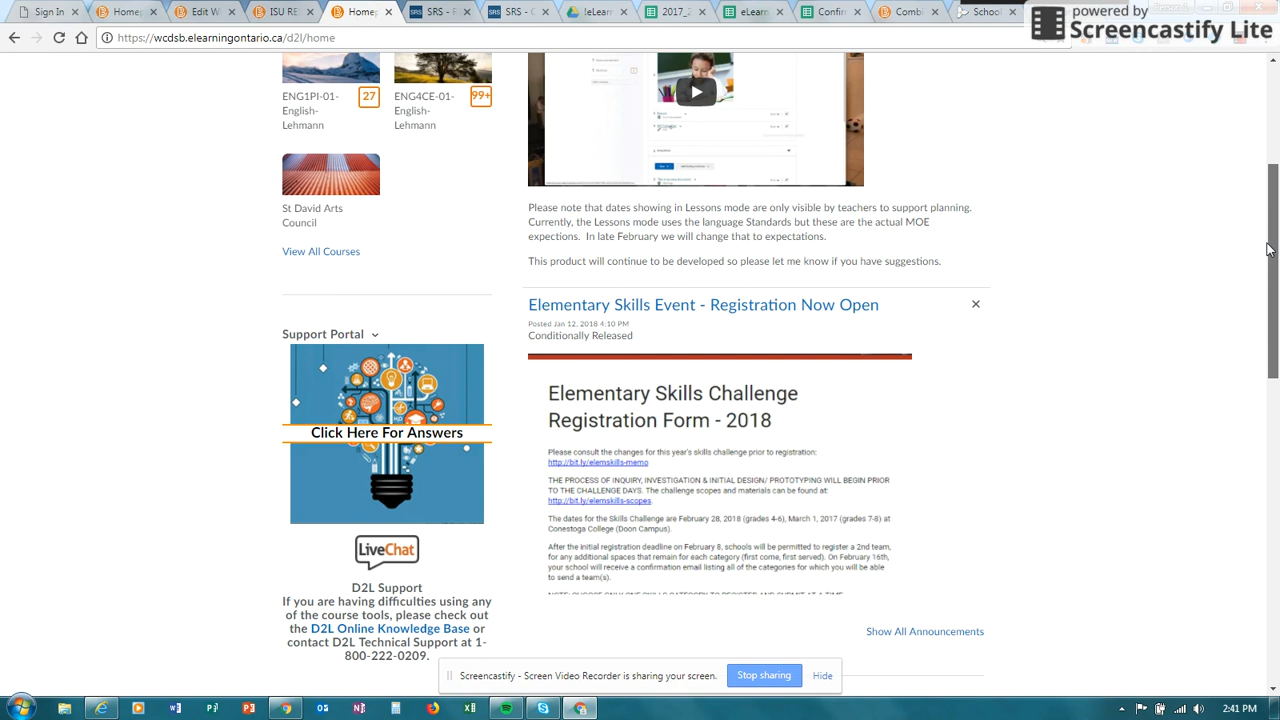 Sign In
Home
Edit W
ISU I
Home
SRS
SRS - S
eLearn
2017_2
eLearn
Confir
Comb
School
powered by
Screencastify Lite
https://wcdsb.elearningontario.ca/d2l/home
ENG1PI-01-
English-
Lehmann
27
ENG4CE-01-
English-
Lehmann
99+
St David Arts
Council
View All Courses
Support Portal
Click Here For Answers
LiveChat
D2L Support
If you are having difficulties using any
of the course tools, please check out
the D2L Online Knowledge Base or
contact D2L Technical Support at 1-
800-222-0209.
Please note that dates showing in Lessons mode are only visible by teachers to support planning.
Currently, the Lessons mode uses the language Standards but these are the actual MOE
expections. In late February we will change that to expectations.
This product will continue to be developed so please let me know if you have suggestions.
Elementary Skills Event - Registration Now Open
Posted Jan 12, 2018 4:10 PM
Conditionally Released
Elementary Skills Challenge
Registration Form - 2018
Please consult the changes for this year's skills challenge prior to registration:
http://bit.ly/elemskills-memo
THE PROCESS OF INQUIRY, INVESTIGATION & INITIAL DESIGN/ PROTOTYPING WILL BEGIN PRIOR
TO THE CHALLENGE DAYS. The challenge scopes and materials can be found at:
http://bit.ly/elemskills-scopes.
The dates for the Skills Challenge are February 28, 2018 (grades 4-6), March 1, 2017 (grades 7-8) at
Conestoga College (Doon Campus).
After the initial registration deadline on February 8, schools will be permitted to register a 2nd team,
for any additional spaces that remain for each category (first come, first served). On February 16th,
your school will receive a confirmation email listing all of the categories for which you will be able
to send a team(s).
NOTE: CHOOSE ONLY ONE SKILLS CATEGORY TO REGISTER AND SUBMIT AT A TIME
Show All Announcements
Screencastify - Screen Video Recorder is sharing your screen.
Stop sharing
Hide
2:41 PM